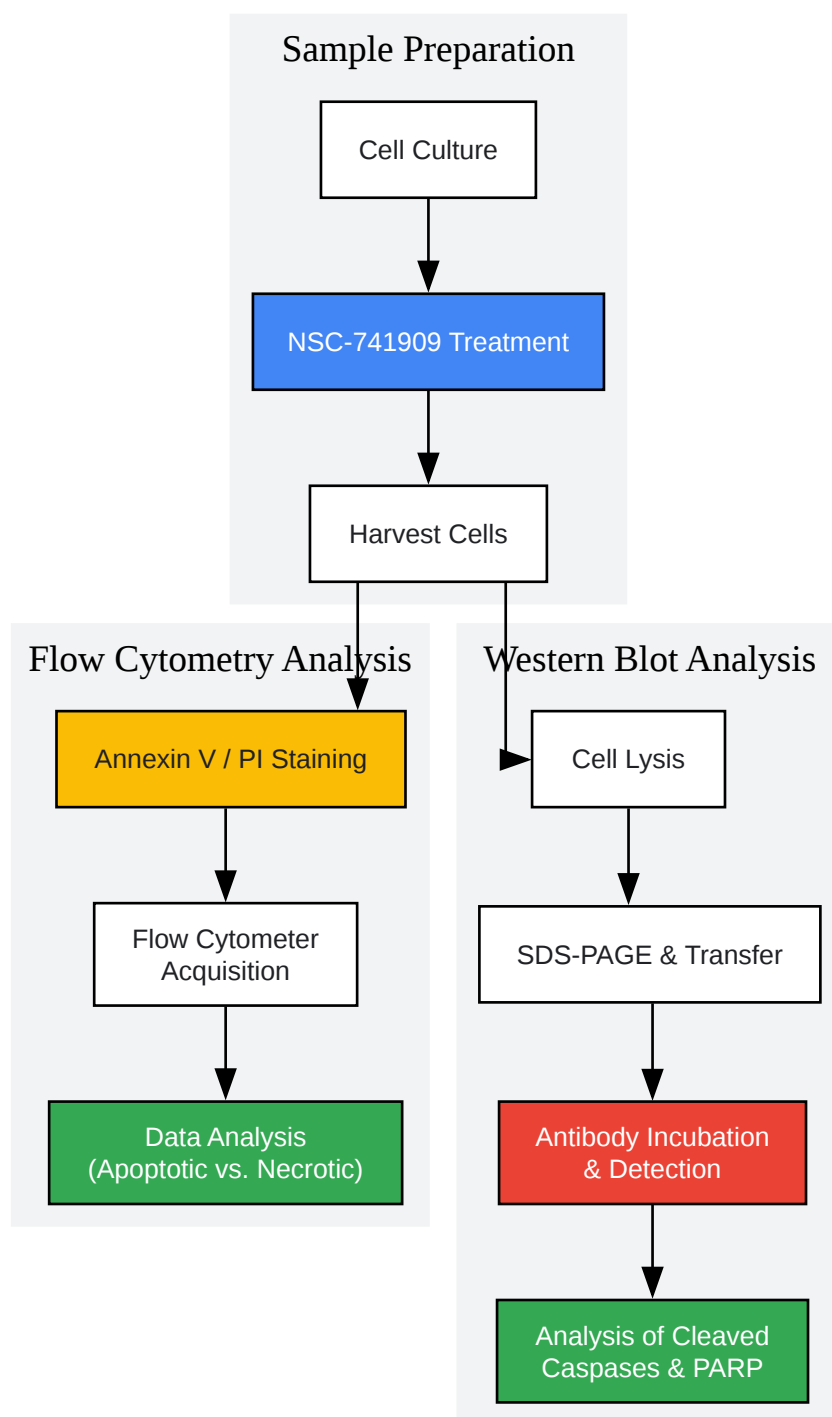 Sample Preparation
Cell Culture
NSC-741909 Treatment
Harvest Cells
Flow Cytometry Analysis
Annexin V / PI Staining
Flow Cytometer
Acquisition
Data Analysis
(Apoptotic vs. Necrotic)
Western Blot Analysis
Cell Lysis
SDS-PAGE & Transfer
Antibody Incubation
& Detection
Analysis of Cleaved
Caspases & PARP